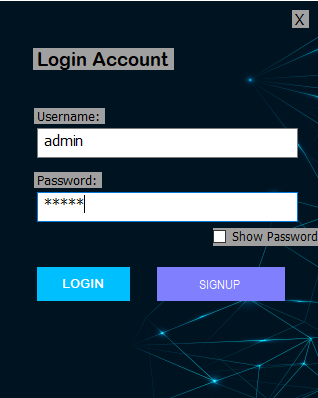 X
Login Account
Username:
admin
Password:
*****
Show Password
LOGIN
SIGNUP